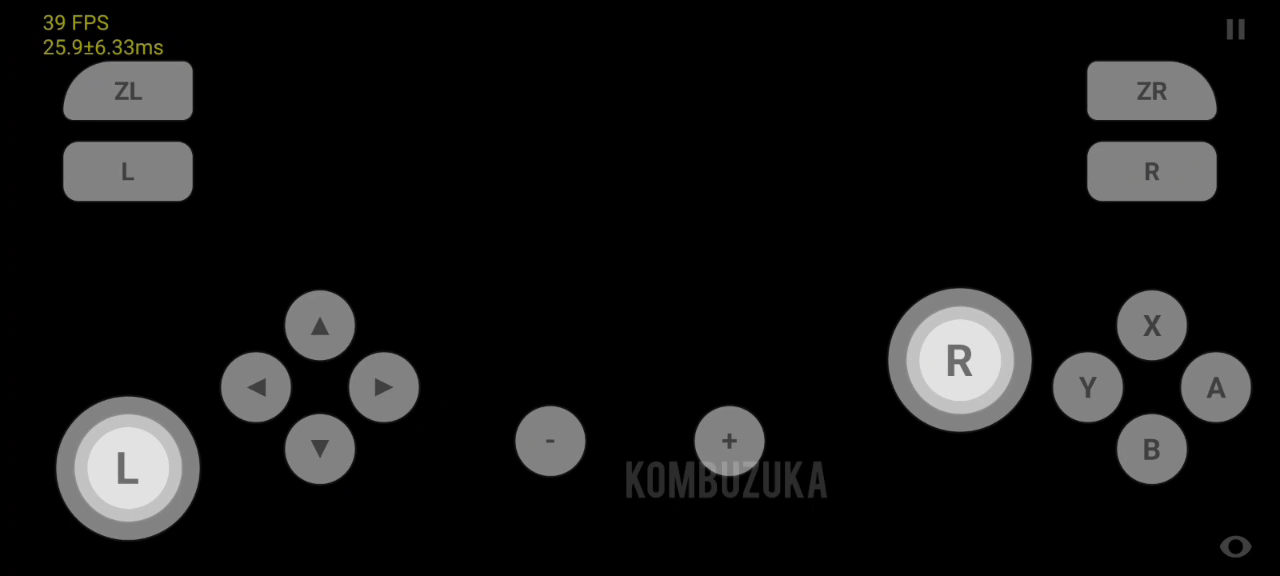 39 FPS
25.9±6.33ms
ZL
ZR
L
R
▲
X
◀
▶
R
Y
A
▼
B
L
-
+
KOMBUZUKA